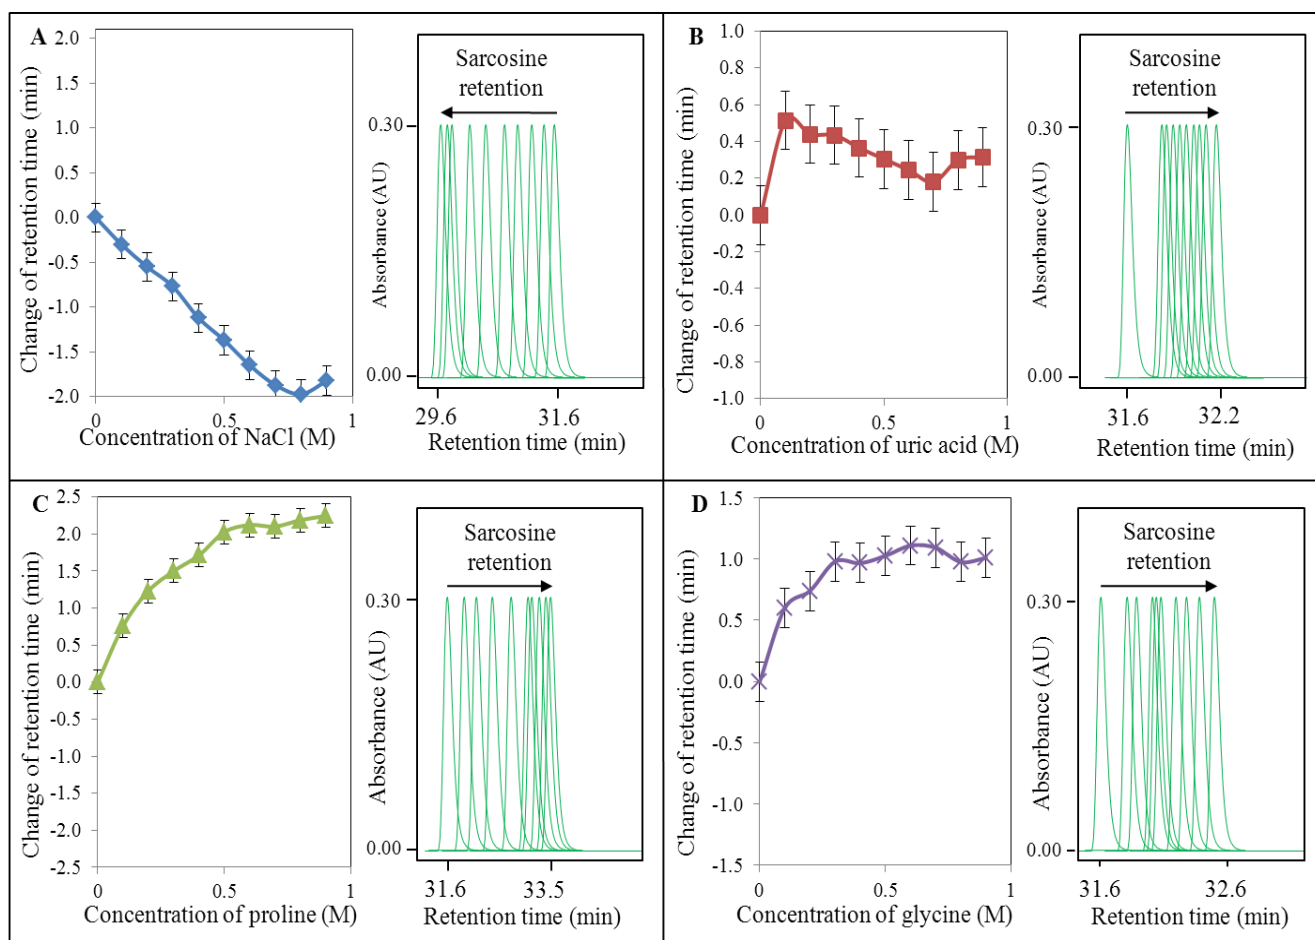 A
2.0
1.5
1.0
0.5
0.0
-0.5
-1.0
-1.5
-2.0
Change of retention time (min)
0
0.5
1
Concentration of NaCl (M)
Sarcosine
retention
0.30
0.00
Absorbance (AU)
29.6
31.6
Retention time (min)
B
1.0
0.8
0.6
0.4
0.2
0.0
-0.2
-0.4
-0.6
-0.8
-1.0
Change of retention time (min)
0
0.5
1
Concentration of uric acid (M)
Sarcosine
retention
0.30
0.00
Absorbance (AU)
31.6
32.2
Retention time (min)
C
2.5
2.0
1.5
1.0
0.5
0.0
-0.5
-1.0
-1.5
-2.0
-2.5
Change of retention time (min)
0
0.5
1
Concentration of proline (M)
Sarcosine
retention
0.30
0.00
Absorbance (AU)
31.6
33.5
Retention time (min)
D
1.5
1.0
0.5
0.0
-0.5
-1.0
-1.5
Change of retention time (min)
0
0.5
1
Concentration of glycine (M)
Sarcosine
retention
0.30
0.00
Absorbance (AU)
31.6
32.6
Retention time (min)